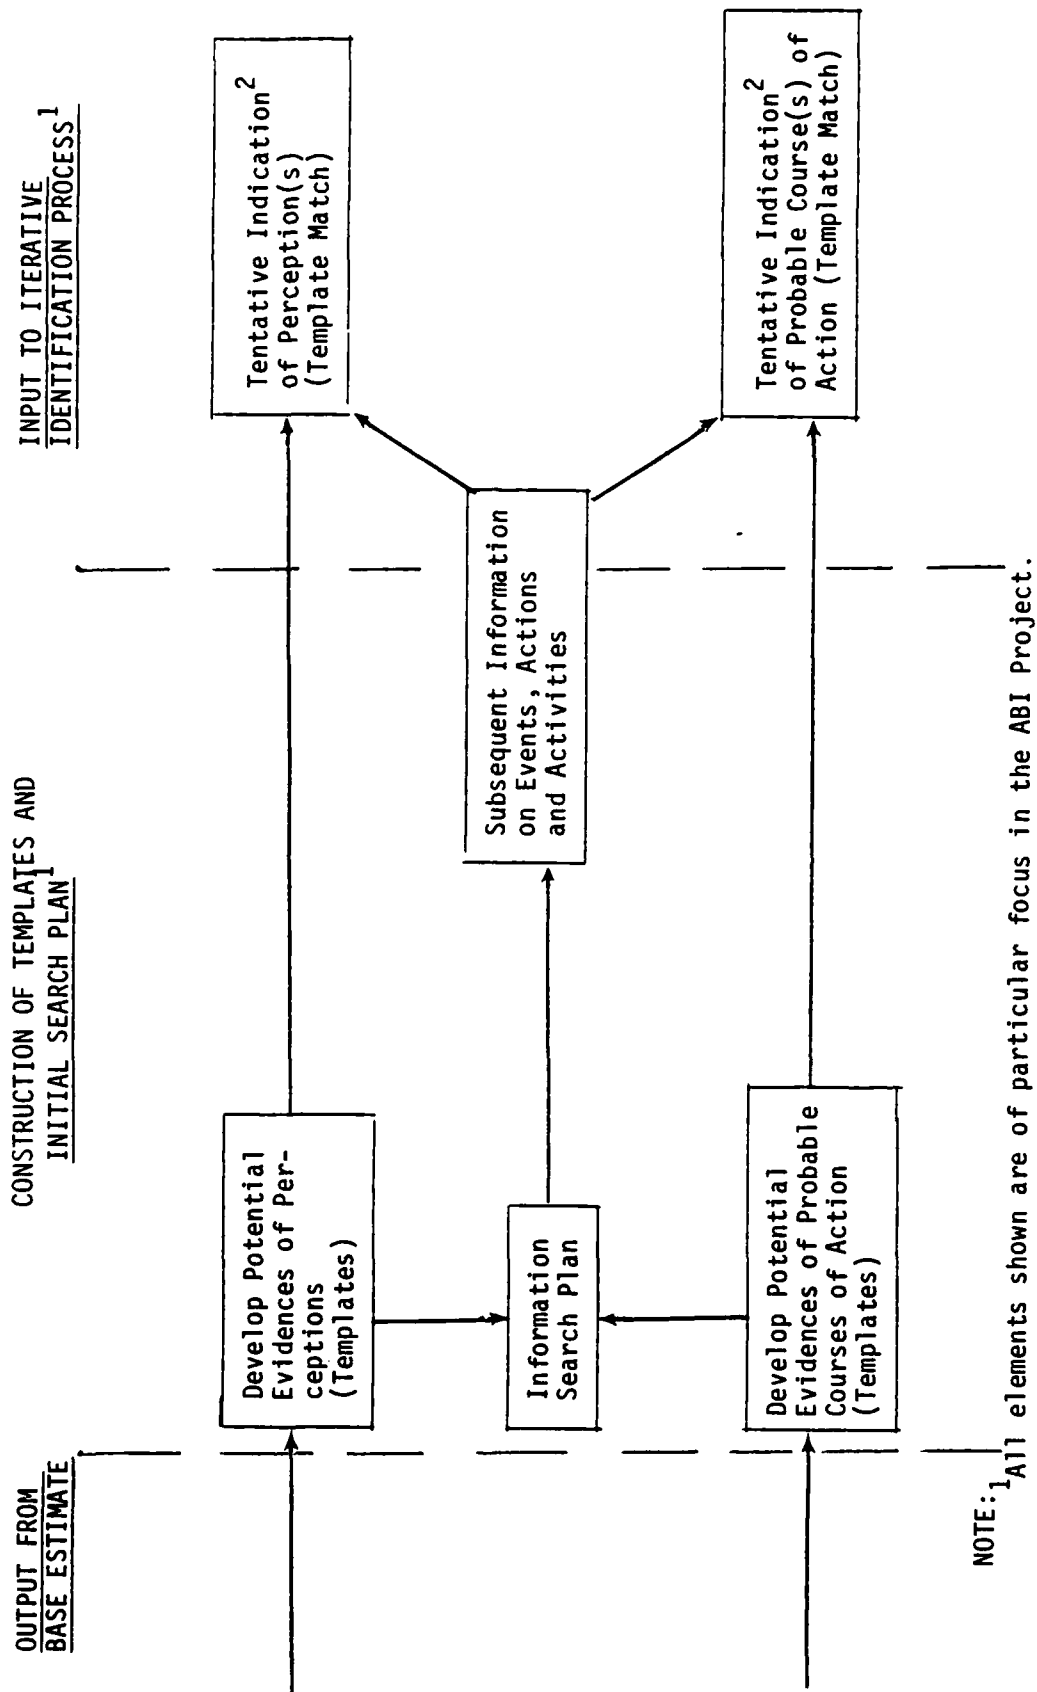 OUTPUT FROM
BASE ESTIMATE
CONSTRUCTION OF TEMPLATES AND
INITIAL SEARCH PLAN1
INPUT TO ITERATIVE
IDENTIFICATION PROCESS1
Develop Potential
Evidences of Per-
ceptions
(Templates)
Tentative Indication2
of Perception(s)
(Template Match)
Information
Search Plan
Subsequent Information
on Events, Actions
and Activities
Develop Potential
Evidences of Probable
Courses of Action
(Templates)
Tentative Indication2
of Probable Course(s) of
Action (Template Match)
NOTE: 1All elements shown are of particular focus in the ABI Project.